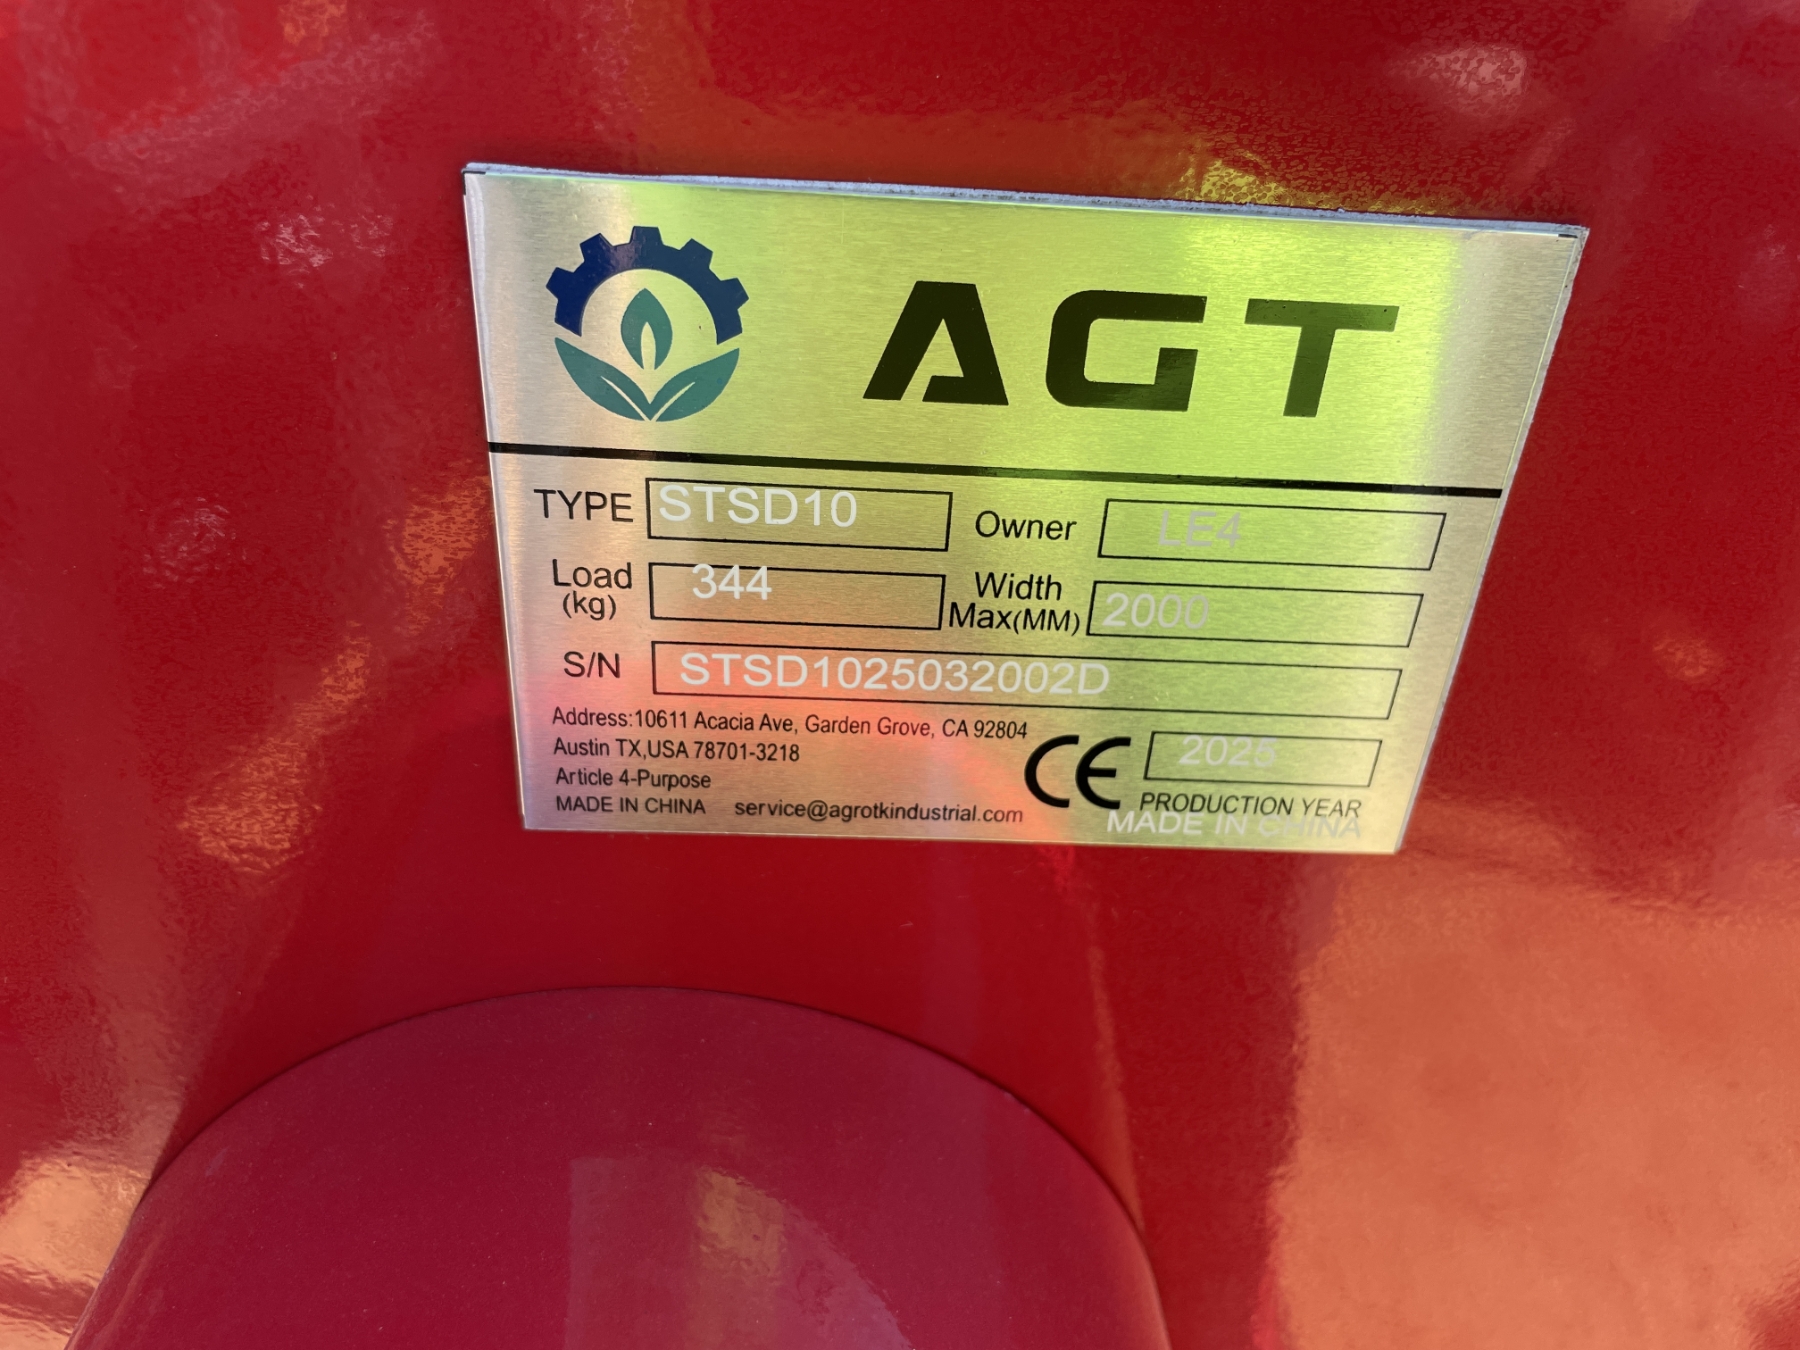 AGT
TYPE STSD10 Owner LE4
Load (kg) 344 Width Max(MM) 2000
S/N STSD1025032002D
Address:10611 Acacia Ave, Garden Grove, CA 92804
Austin TX,USA 78701-3218
Article 4-Purpose
MADE IN CHINA service@agrotkindustrial.com
CE 2025
PRODUCTION YEAR
MADE IN CHINA